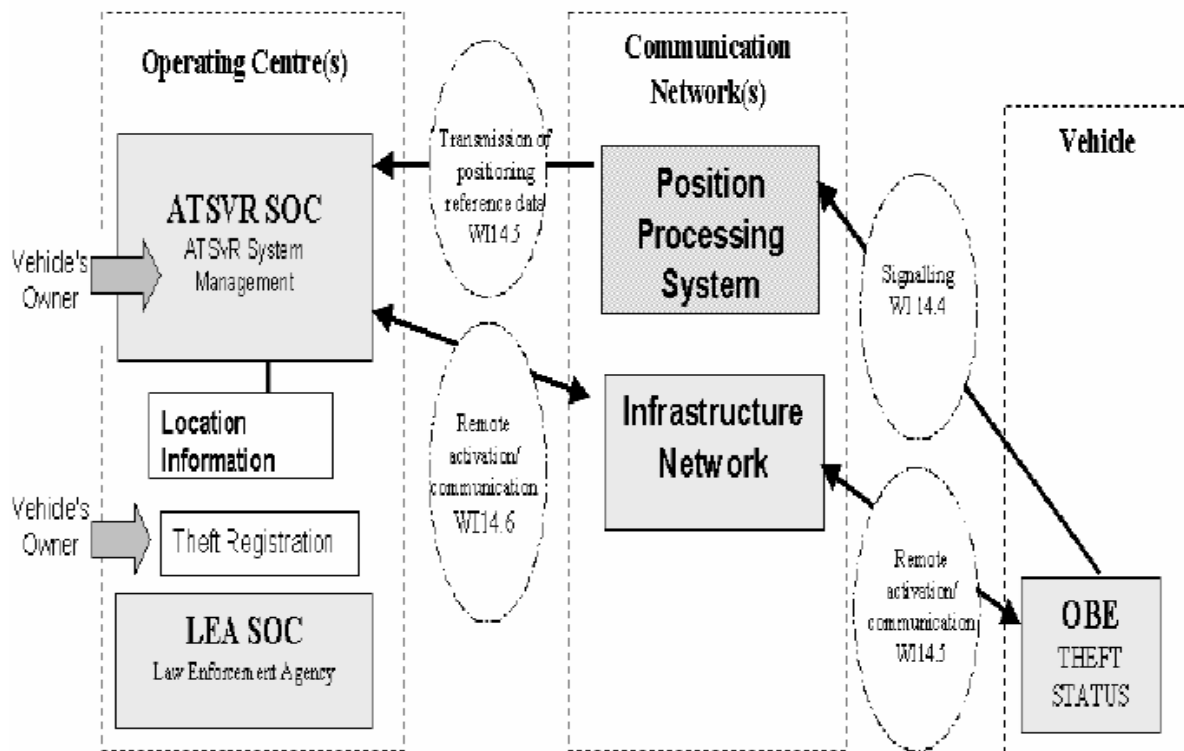 Operating Centre(s)
ATSVR SOC
ATSVR System
Management
Vehicle's
Owner
Location
Information
Vehicle's
Owner
Theft Registration
LEA SOC
Law Enforcement Agency
Transmission of
positioning
reference data
WI14.5
Remote
activation/
communication
WI14.6
Communication
Network(s)
Position
Processing
System
Infrastructure
Network
Signalling
WI 14.4
Remote
activation/
communication
WI14.5
Vehicle
OBE
THEFT
STATUS